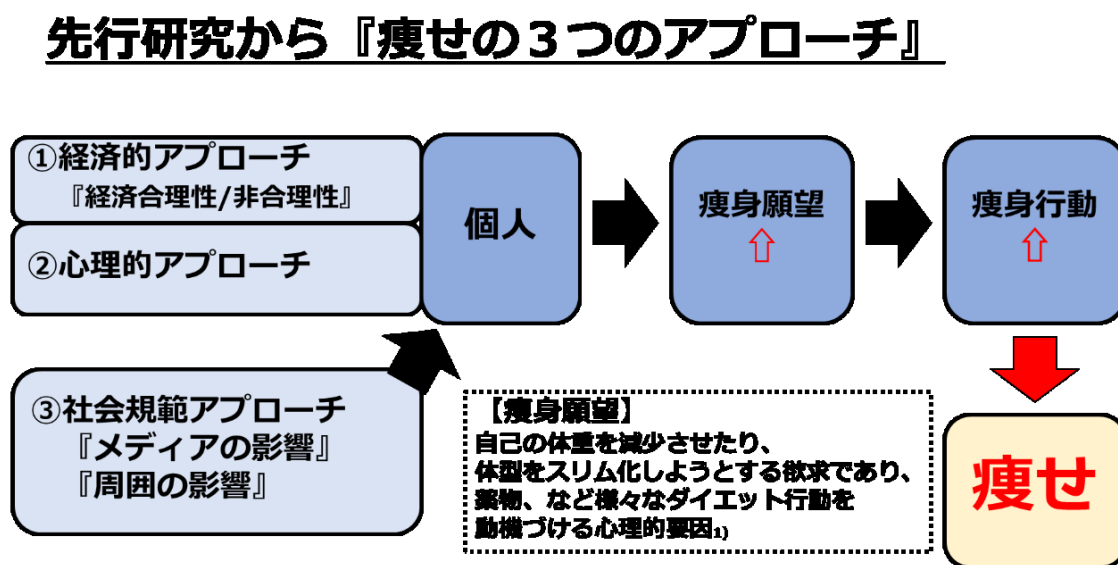 先行研究から『痩せの３つのアプローチ』
①経済的アプローチ
『経済合理性/非合理性』
②心理的アプローチ
③社会規範アプローチ
『メディアの影響』
『周囲の影響』
個人
痩身願望
⇧
痩身行動
⇧
【痩身願望】
自己の体重を減少させたり、
体型をスリム化しようとする欲求であり、
薬物、など様々なダイエット行動を
動機づける心理的要因1)
痩せ